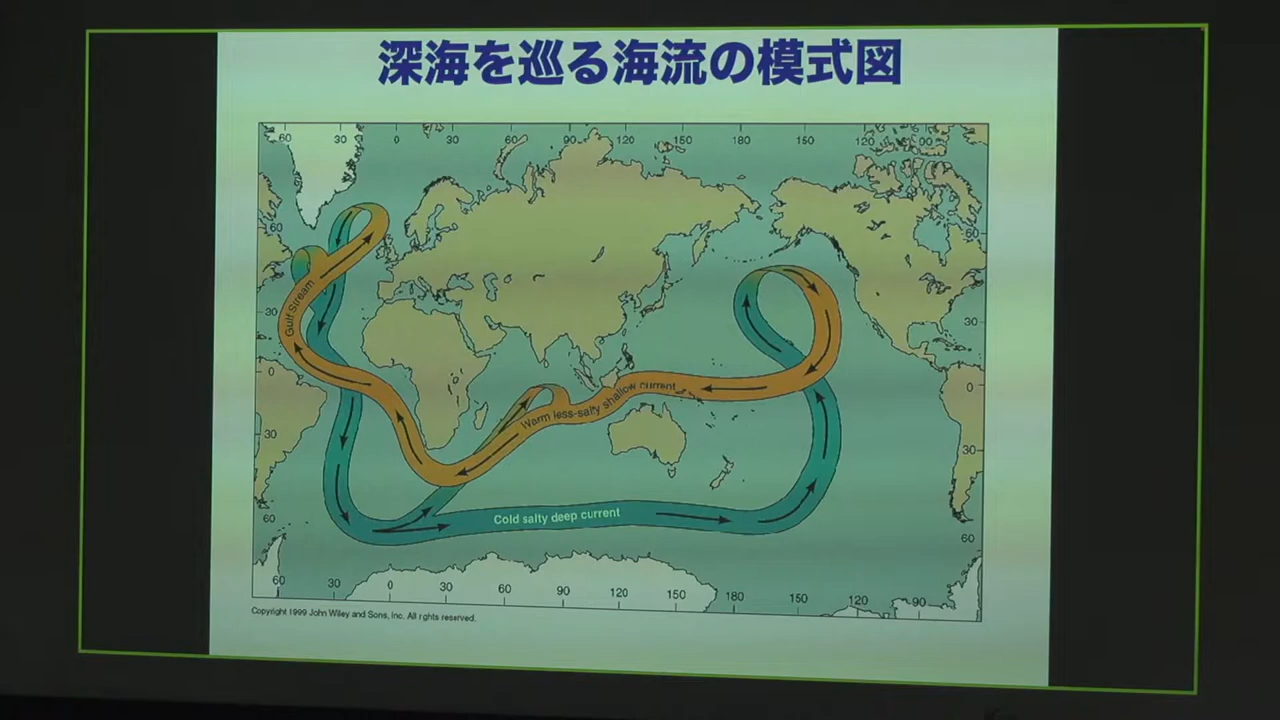 深海を巡る海流の模式図
60 30 0 30 60 90 120 150 180 150 120 90
60 60
Gulf Stream
30 30
0 0
Warm less-salty shallow current
30 30
Cold salty deep current
60 60
60 30 0 30 60 90 120 150 180 150 120 90
Copyright 1999 John Wiley and Sons, Inc. All rights reserved.